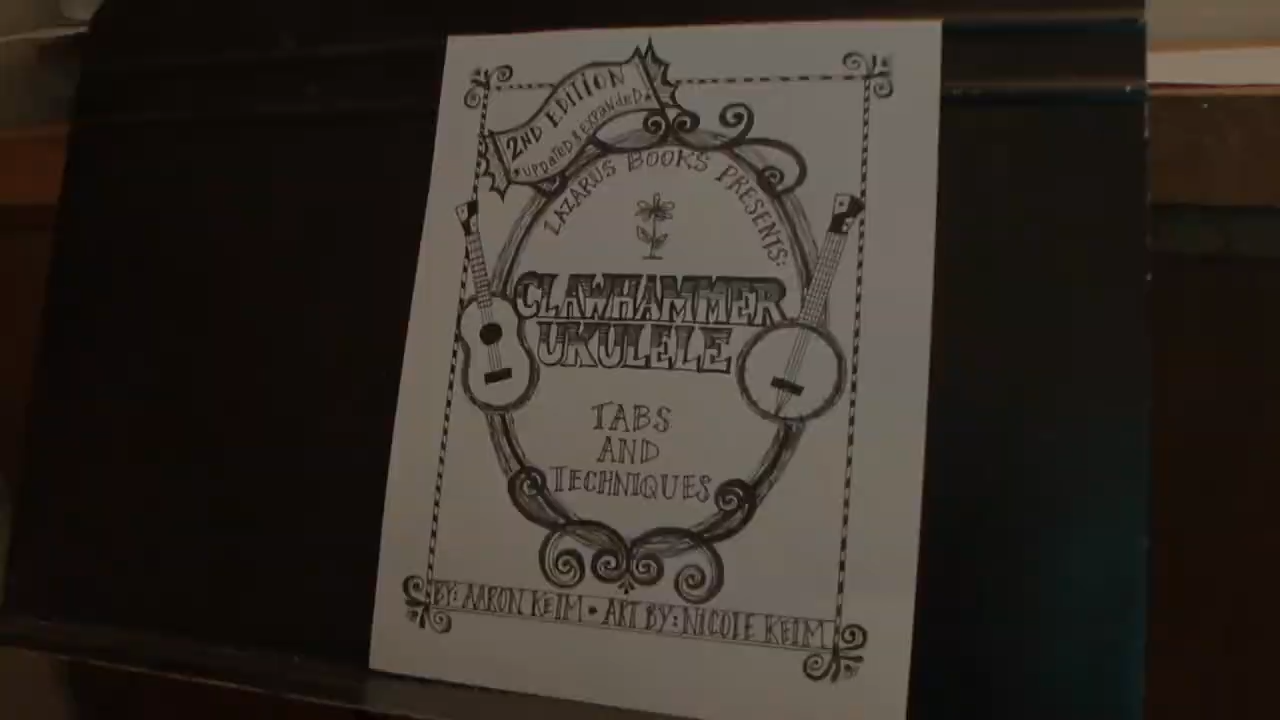 2ND EDITION
*UPDATED & EXPANDED*
LAZARUS BOOKS PRESENTS:
CLAWHAMMER
UKULELE
TABS
AND
TECHNIQUES
BY: AARON KEIM • ART BY: NICOLE KEIM